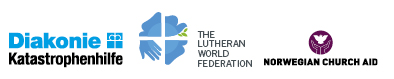 Diakonie
Katastrophenhilfe
THE
LUTHERAN
WORLD
FEDERATION
NORWEGIAN CHURCH AID